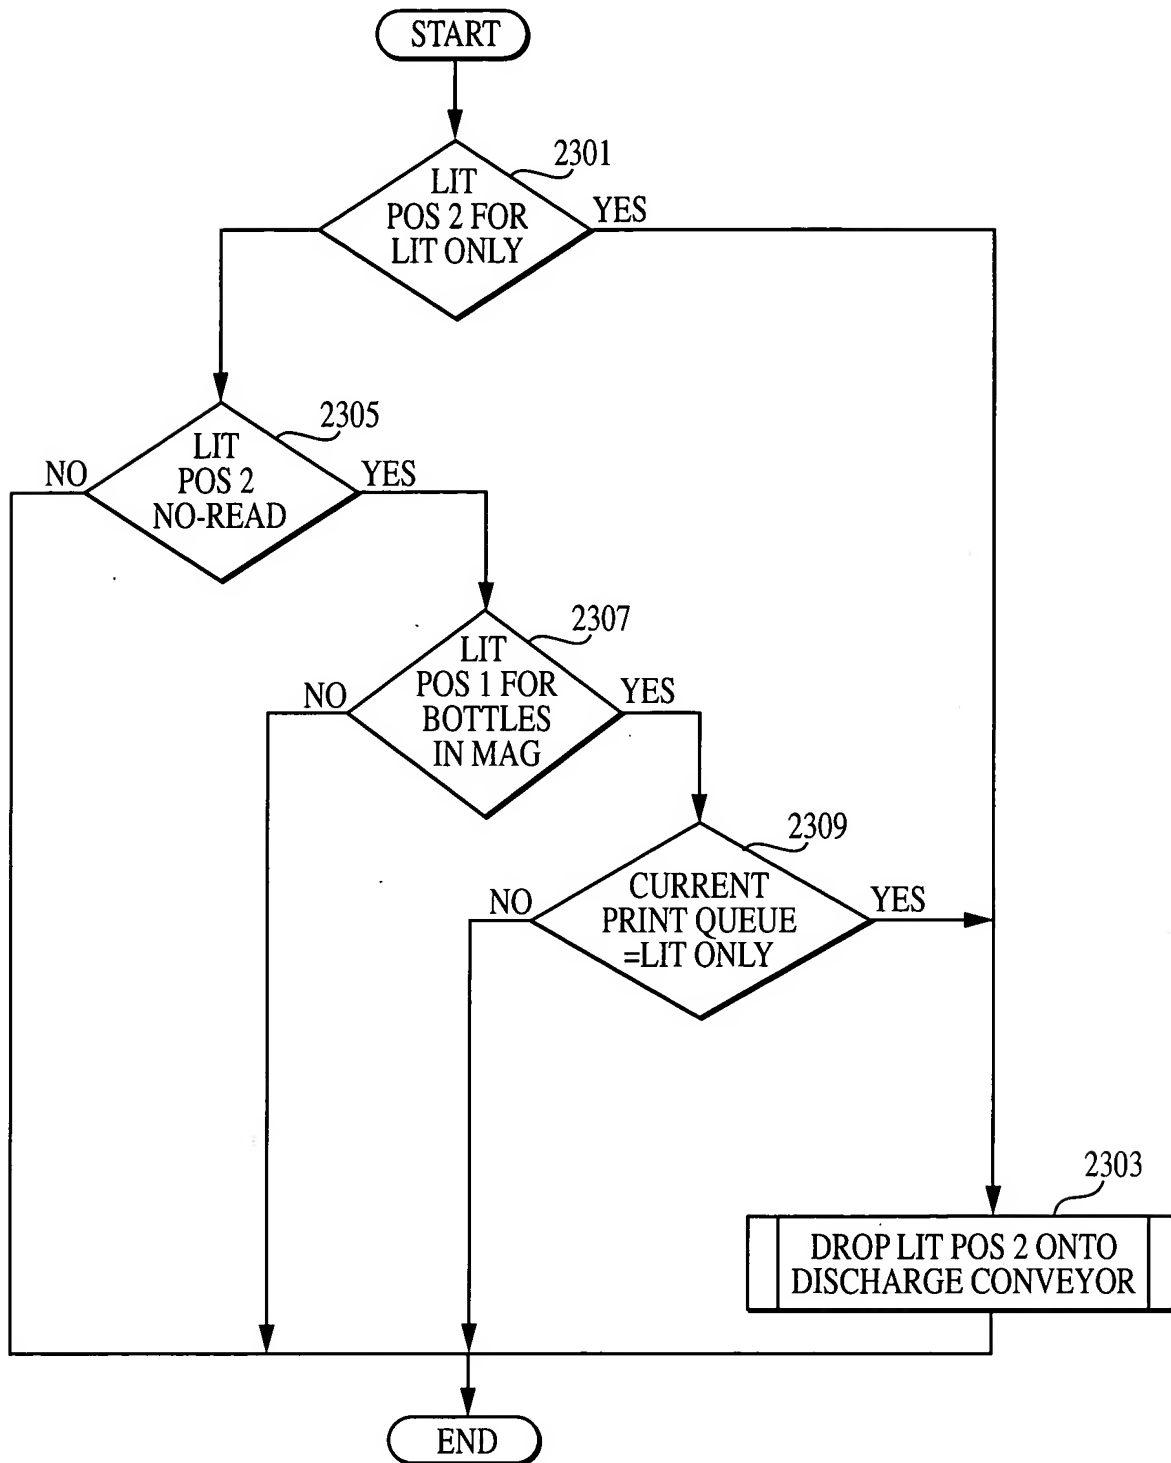 START
2301
LIT
POS 2 FOR
LIT ONLY
YES
2305
LIT
POS 2
NO-READ
NO
YES
2307
LIT
POS 1 FOR
BOTTLES
IN MAG
NO
YES
2309
CURRENT
PRINT QUEUE
=LIT ONLY
NO
YES
2303
DROP LIT POS 2 ONTO
DISCHARGE CONVEYOR
END